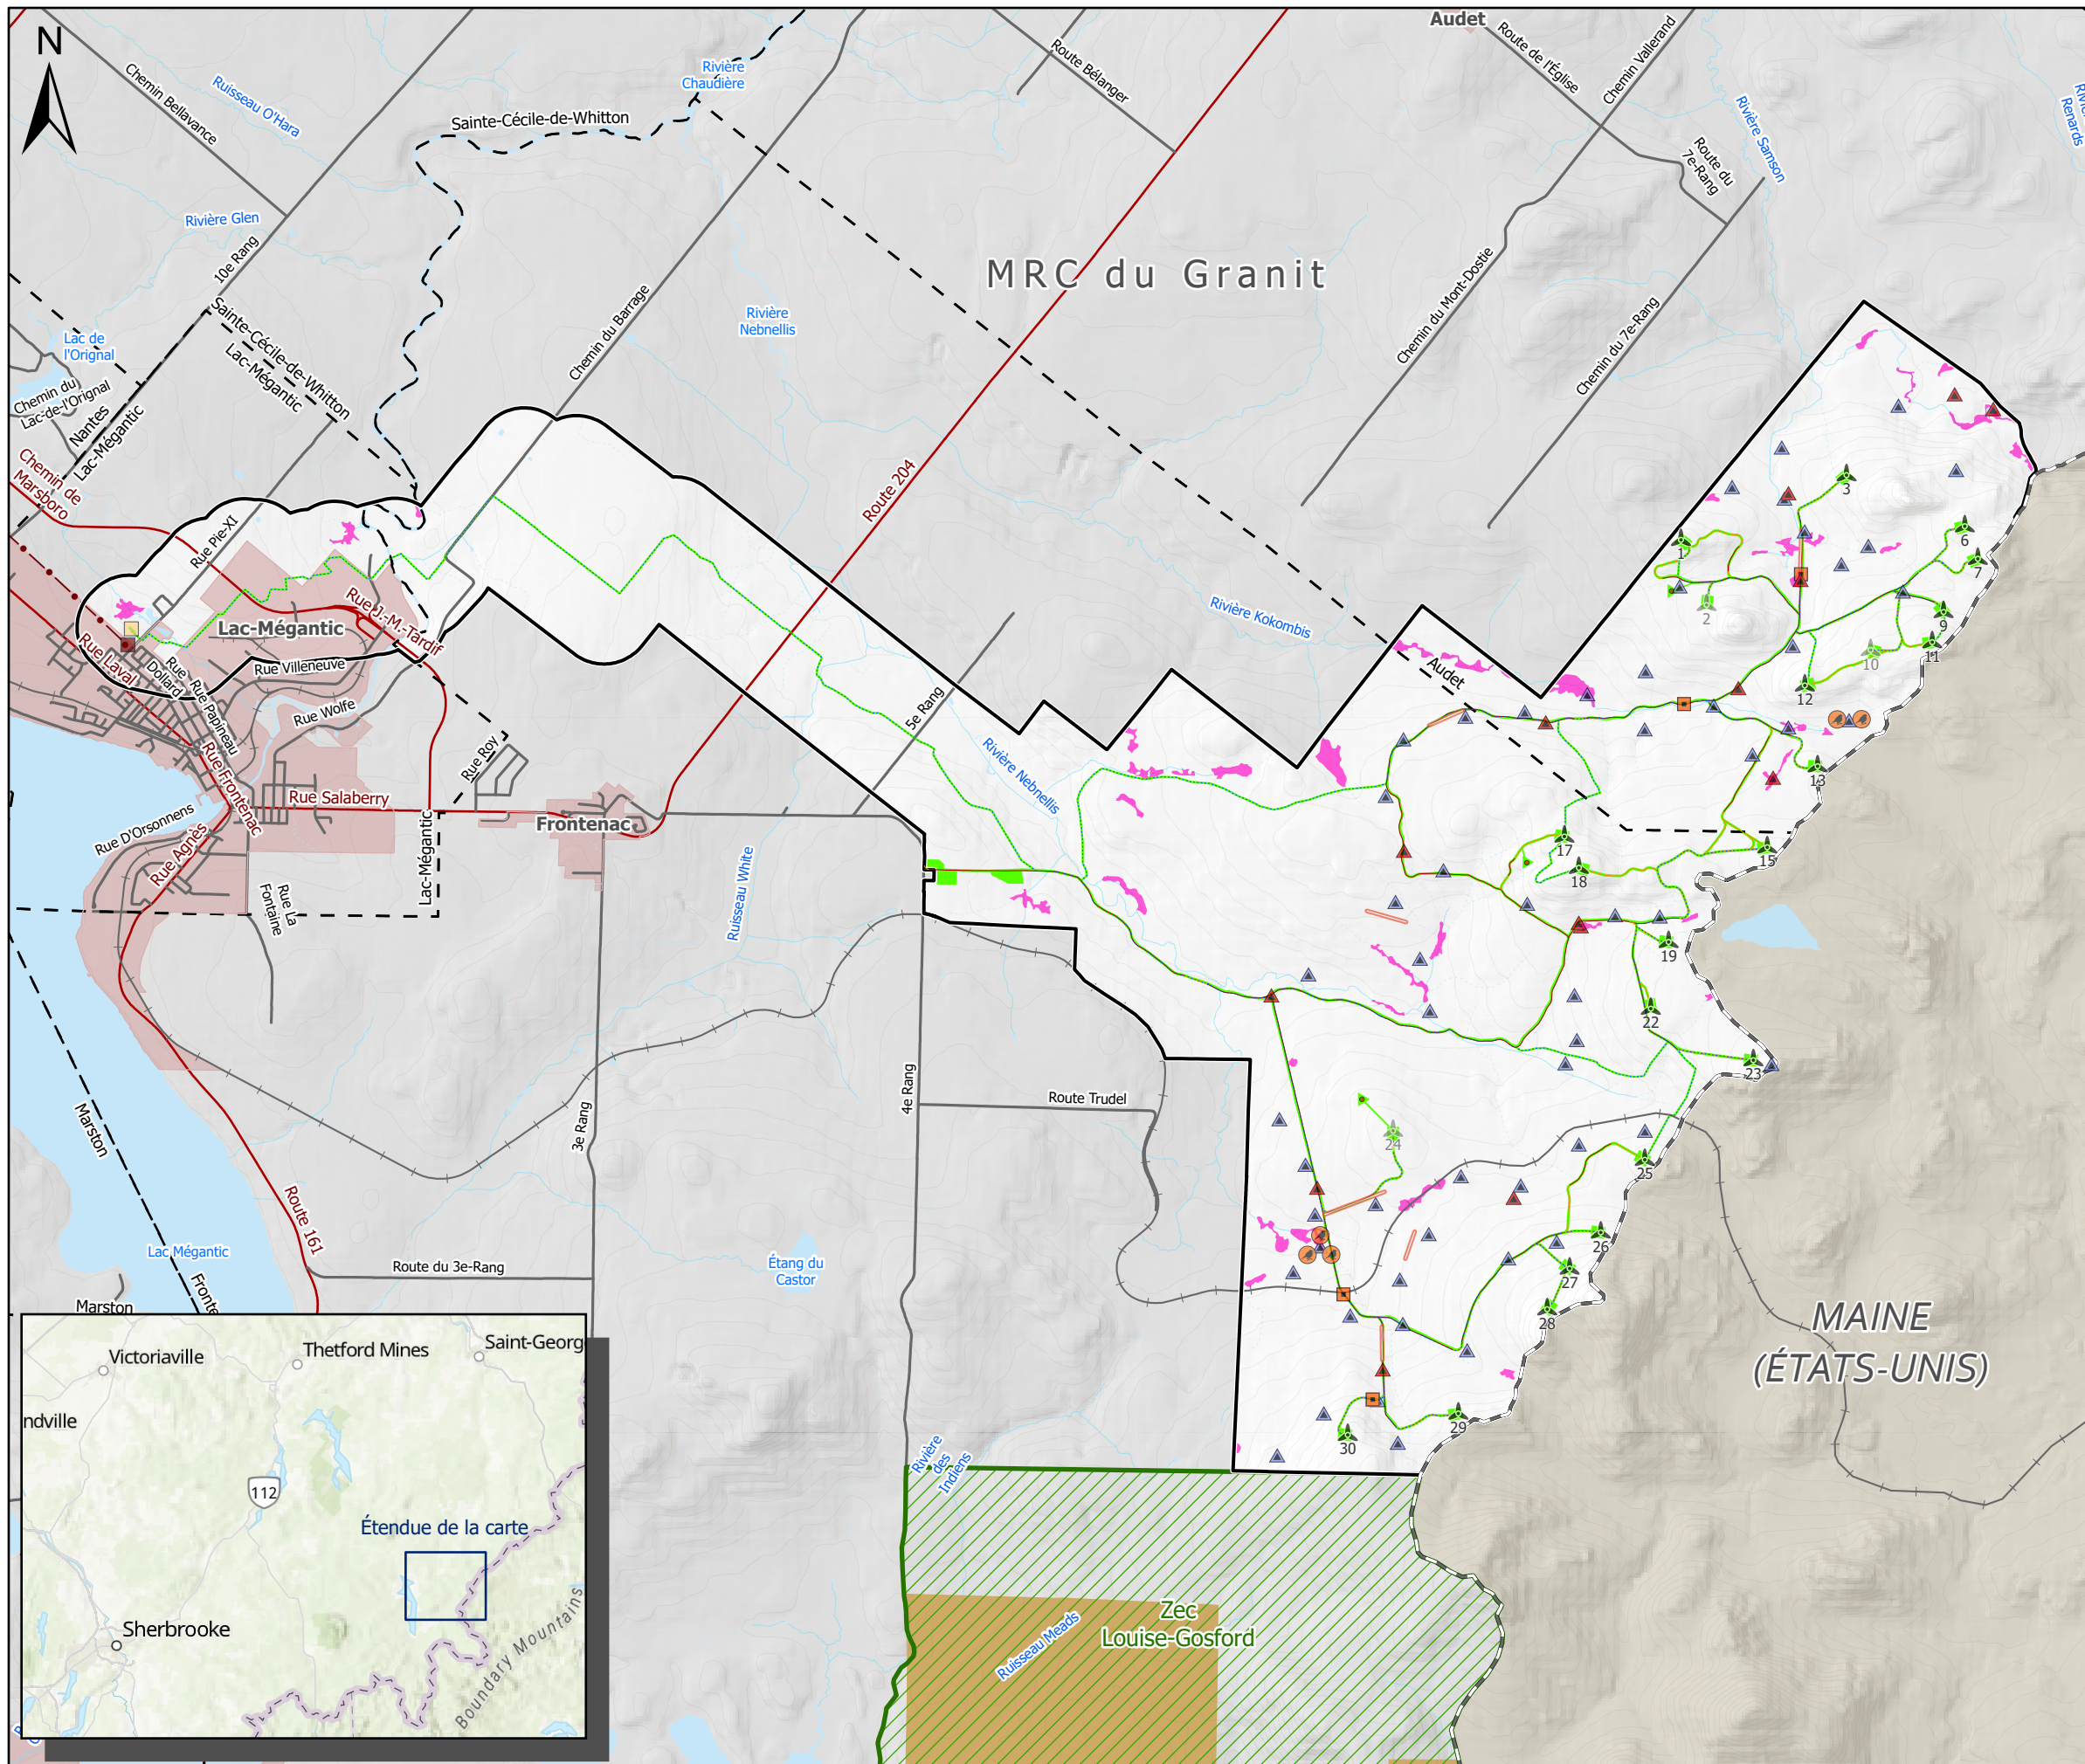 N
Audet
Route de l'Église
Chemin Vallerand
Rivière
Chaudière
Route Bélanger
Chemin Bellavance
Ruisseau O'Hara
Sainte-Cécile-de-Whitton
Rivière Samson
Renards
Route du
7e-Rang
Rivière Glen
10e Rang
MRC du Granit
Chemin du Mont-Dostie
Chemin du 7e-Rang
Chemin du Barrage
Rivière
Nebnellis
Sainte-Cécile-de-Whitton
Lac-Mégantic
Lac de
l'Orignal
Chemin du
Lac-de-l'Orignal
Nantes
Lac-Mégantic
Chemin de
Marsboro
Rue Pie-XI
Route 204
3
1
6
7
2
9
10
11
12
13
15
17
18
19
22
23
24
25
26
27
28
29
30
Rue J.-M.-Tardif
Lac-Mégantic
Rivière Kokombis
Audet
Rue Laval
Rue
Dollard
Rue Papineau
Rue Villeneuve
Rue Wolfe
5e Rang
Rivière Nebnellis
Rue Roy
Rue Frontenac
Rue Salaberry
Frontenac
Rue D'Orsonnens
Rue Agnès
Lac-Mégantic
Rue La
Fontaine
Ruisseau White
Marston
Route 161
3e Rang
4e Rang
Route Trudel
Lac Mégantic
Étang du
Castor
Route du 3e-Rang
Marston
Fronte
MAINE
(ÉTATS-UNIS)
Rivière
des
Indiens
Zec
Louise-Gosford
Ruisseau Meads
Victoriaville
Thetford Mines
Saint-Georg
ndville
112
Étendue de la carte
Sherbrooke
Boundary Mountains